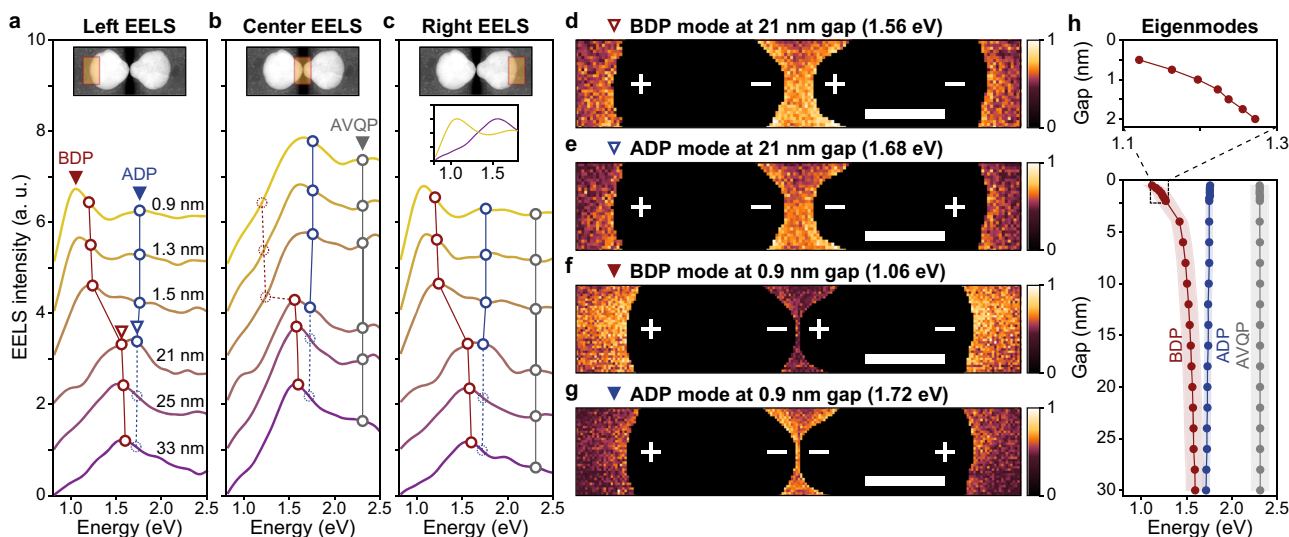 a Left EELS
10
8
6
4
2
0
EELS intensity (a. u.)
BDP
ADP
0.9 nm
1.3 nm
1.5 nm
21 nm
25 nm
33 nm
1.0 1.5 2.0 2.5
Energy (eV)
b Center EELS
AVQP
1.0 1.5 2.0 2.5
Energy (eV)
c Right EELS
1.0 1.5
1.0 1.5 2.0 2.5
Energy (eV)
d BDP mode at 21 nm gap (1.56 eV)
+ − + −
1
0
e ADP mode at 21 nm gap (1.68 eV)
+ − − +
1
0
f BDP mode at 0.9 nm gap (1.06 eV)
+ − + −
1
0
g ADP mode at 0.9 nm gap (1.72 eV)
+ − − +
1
0
h Eigenmodes
0
1
2
Gap (nm)
1.1 1.3
0
5
10
15
20
25
30
Gap (nm)
BDP
ADP
AVQP
1.0 1.5 2.0 2.5
Energy (eV)